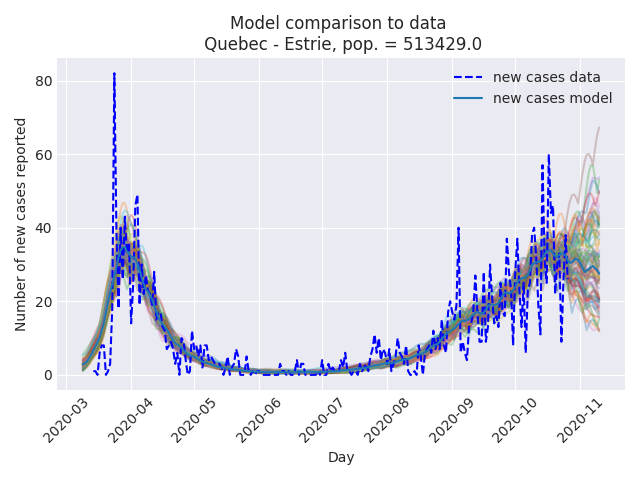 Model comparison to data
Quebec - Estrie, pop. = 513429.0
new cases data
new cases model
Number of new cases reported
80
60
40
20
0
2020-03
2020-04
2020-05
2020-06
2020-07
2020-08
2020-09
2020-10
2020-11
Day